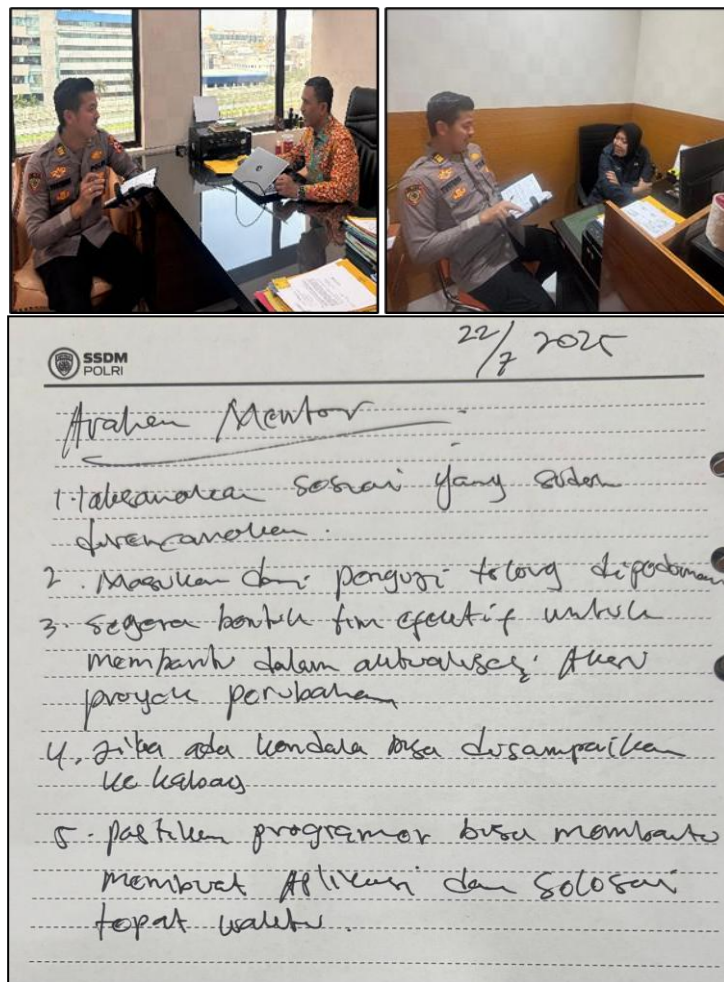 SSDM
POLRI
22/7 2025
Arahan Mentor
1. Laksanakan sesuai yang sudah
direncanakan.
2. Masukan dari penguji tolong dipedomani
3. Segera bentuk tim efektif untuk
membantu dalam aktualisasi Aksi
proyek perubahan
4. Jika ada kendala bisa disampaikan
ke kabag
5. pastikan programer bisa membantu
membuat Aplikasi dan selesai
tepat waktu.